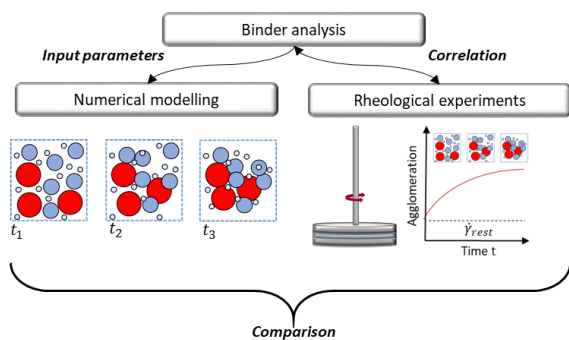 Binder analysis
Input parameters
Correlation
Numerical modelling
Rheological experiments
t₁
t₂
t₃
Agglomeration
γ̇rest
Time t
Comparison